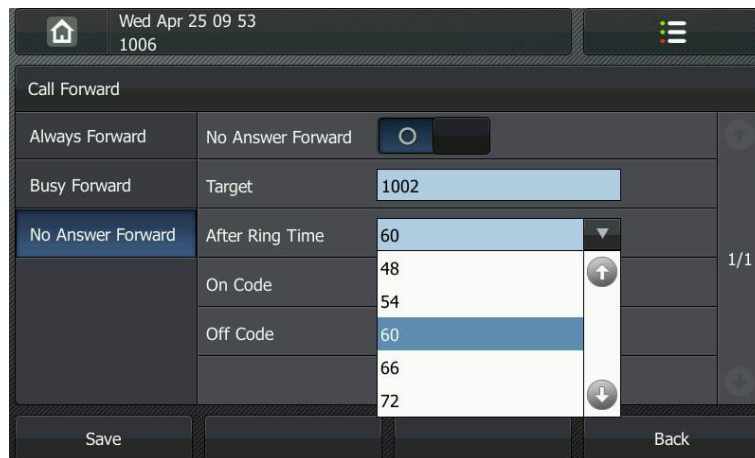 Wed Apr 25 09 53
1006
Call Forward
Always Forward
No Answer Forward
Busy Forward
Target
1002
No Answer Forward
After Ring Time
60
1/1
48
On Code
54
Off Code
60
66
72
Save
Back